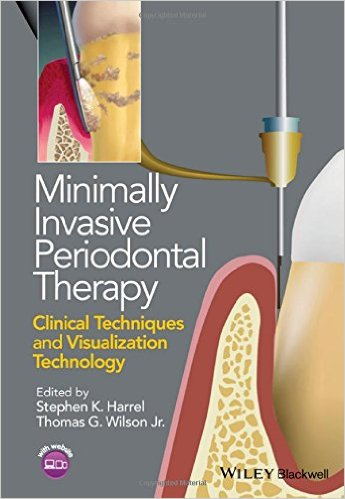 Minimally
Invasive
Periodontal
Therapy
Clinical Techniques
and Visualization
Technology
Edited by
Stephen K. Harrel
Thomas G. Wilson Jr.
with website
WILEY Blackwell